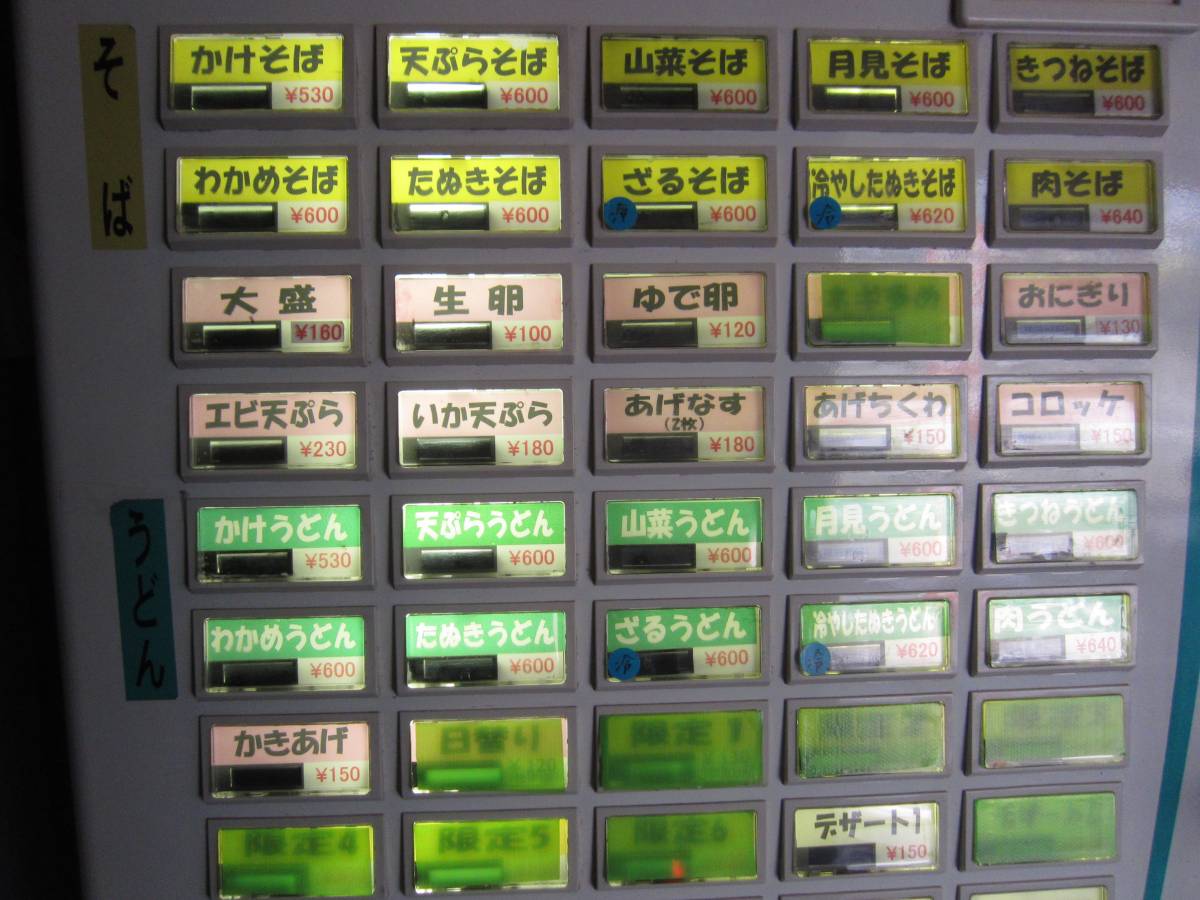 そば
かけそば ¥530
天ぷらそば ¥600
山菜そば ¥600
月見そば ¥600
きつねそば ¥600
わかめそば ¥600
たぬきそば ¥600
ざるそば 冷 ¥600
冷やしたぬきそば 冷 ¥620
肉そば ¥640
大盛 ¥160
生卵 ¥100
ゆで卵 ¥120
おにぎり ¥130
エビ天ぷら ¥230
いか天ぷら ¥180
あげなす (2枚) ¥180
あげちくわ ¥150
コロッケ ¥150
うどん
かけうどん ¥530
天ぷらうどん ¥600
山菜うどん ¥600
月見うどん ¥600
きつねうどん ¥600
わかめうどん ¥600
たぬきうどん ¥600
ざるうどん 冷 ¥600
冷やしたぬきうどん 冷 ¥620
肉うどん ¥640
かきあげ ¥150
日替り
限定1
限定4
限定5
限定6
デザート1 ¥150